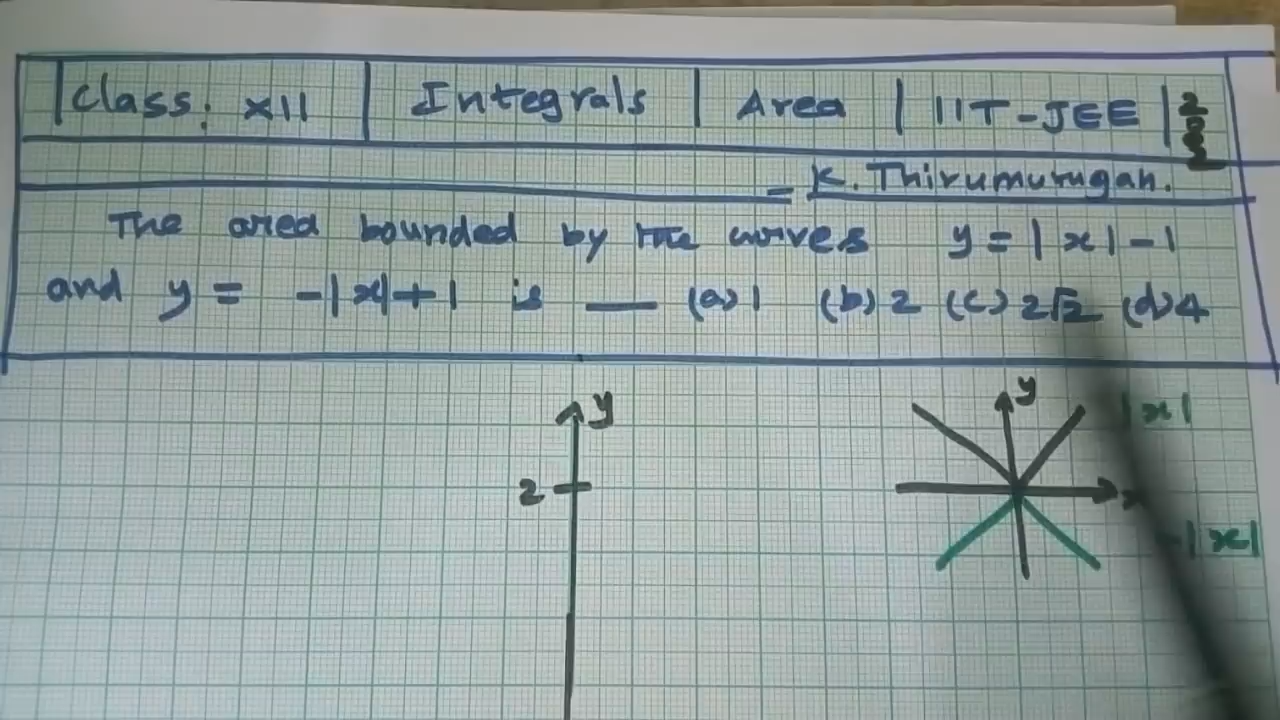 Class: XII | Integrals | Area | IIT-JEE | 2002
- K. Thirumurugan.
The area bounded by the curves y = |x| - 1
and y = -|x| + 1 is ___ (a) 1 (b) 2 (c) 2√2 (d) 4
y
2
y
|x|
x
-|x|